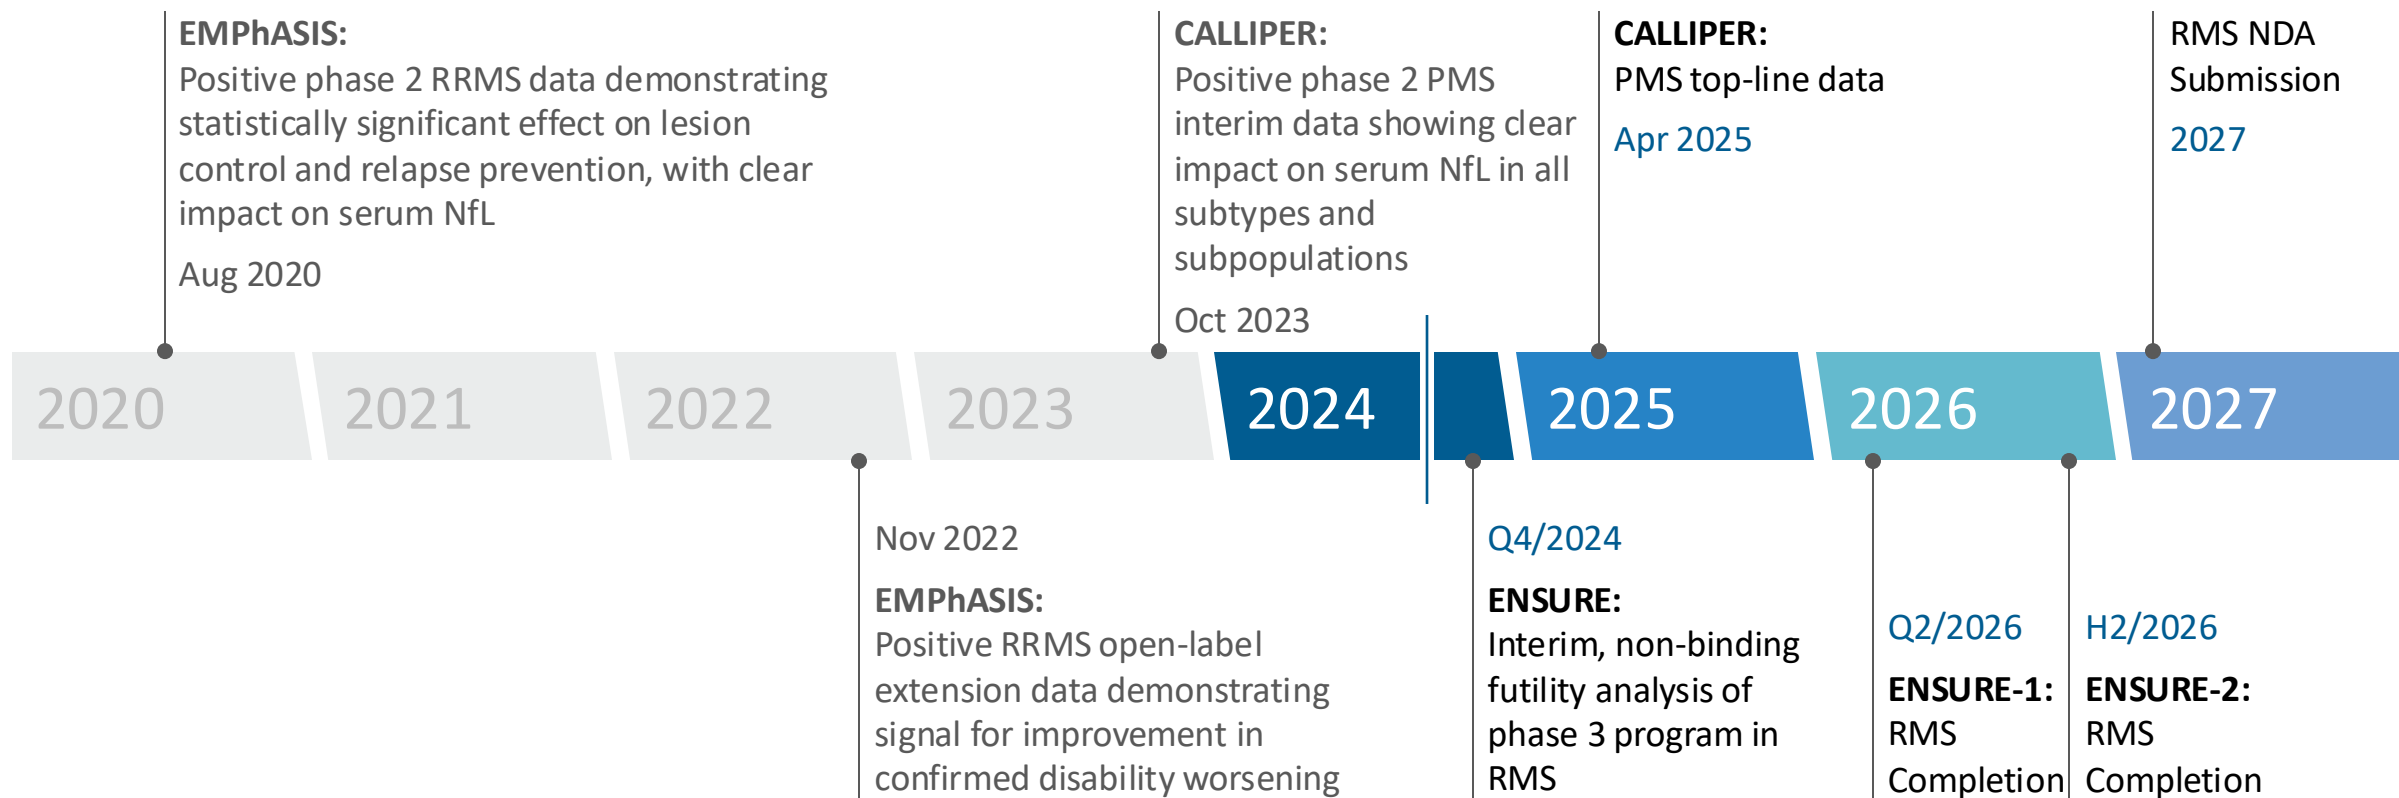 EMPhASIS:
Positive phase 2 RRMS data demonstrating
statistically significant effect on lesion
control and relapse prevention, with clear
impact on serum NfL
Aug 2020
CALLIPER:
Positive phase 2 PMS
interim data showing clear
impact on serum NfL in all
subtypes and
subpopulations
Oct 2023
CALLIPER:
PMS top-line data
Apr 2025
RMS NDA
Submission
2027
2020
2021
2022
2023
2024
2025
2026
2027
Nov 2022
EMPhASIS:
Positive RRMS open-label
extension data demonstrating
signal for improvement in
confirmed disability worsening
Q4/2024
ENSURE:
Interim, non-binding
futility analysis of
phase 3 program in
RMS
Q2/2026
ENSURE-1:
RMS
Completion
H2/2026
ENSURE-2:
RMS
Completion